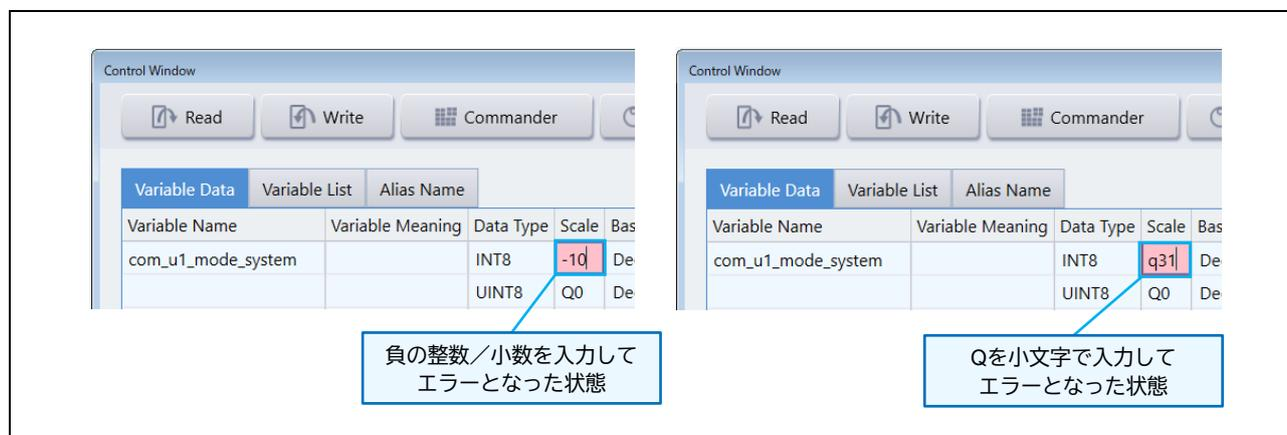 Control Window
Read Write Commander
Variable Data Variable List Alias Name
Variable Name Variable Meaning Data Type Scale Bas
com_u1_mode_system INT8 -10 De
UINT8 Q0 De
負の整数／小数を入力して
エラーとなった状態
Control Window
Read Write Commander
Variable Data Variable List Alias Name
Variable Name Variable Meaning Data Type Scale Bas
com_u1_mode_system INT8 q31 De
UINT8 Q0 De
Qを小文字で入力して
エラーとなった状態